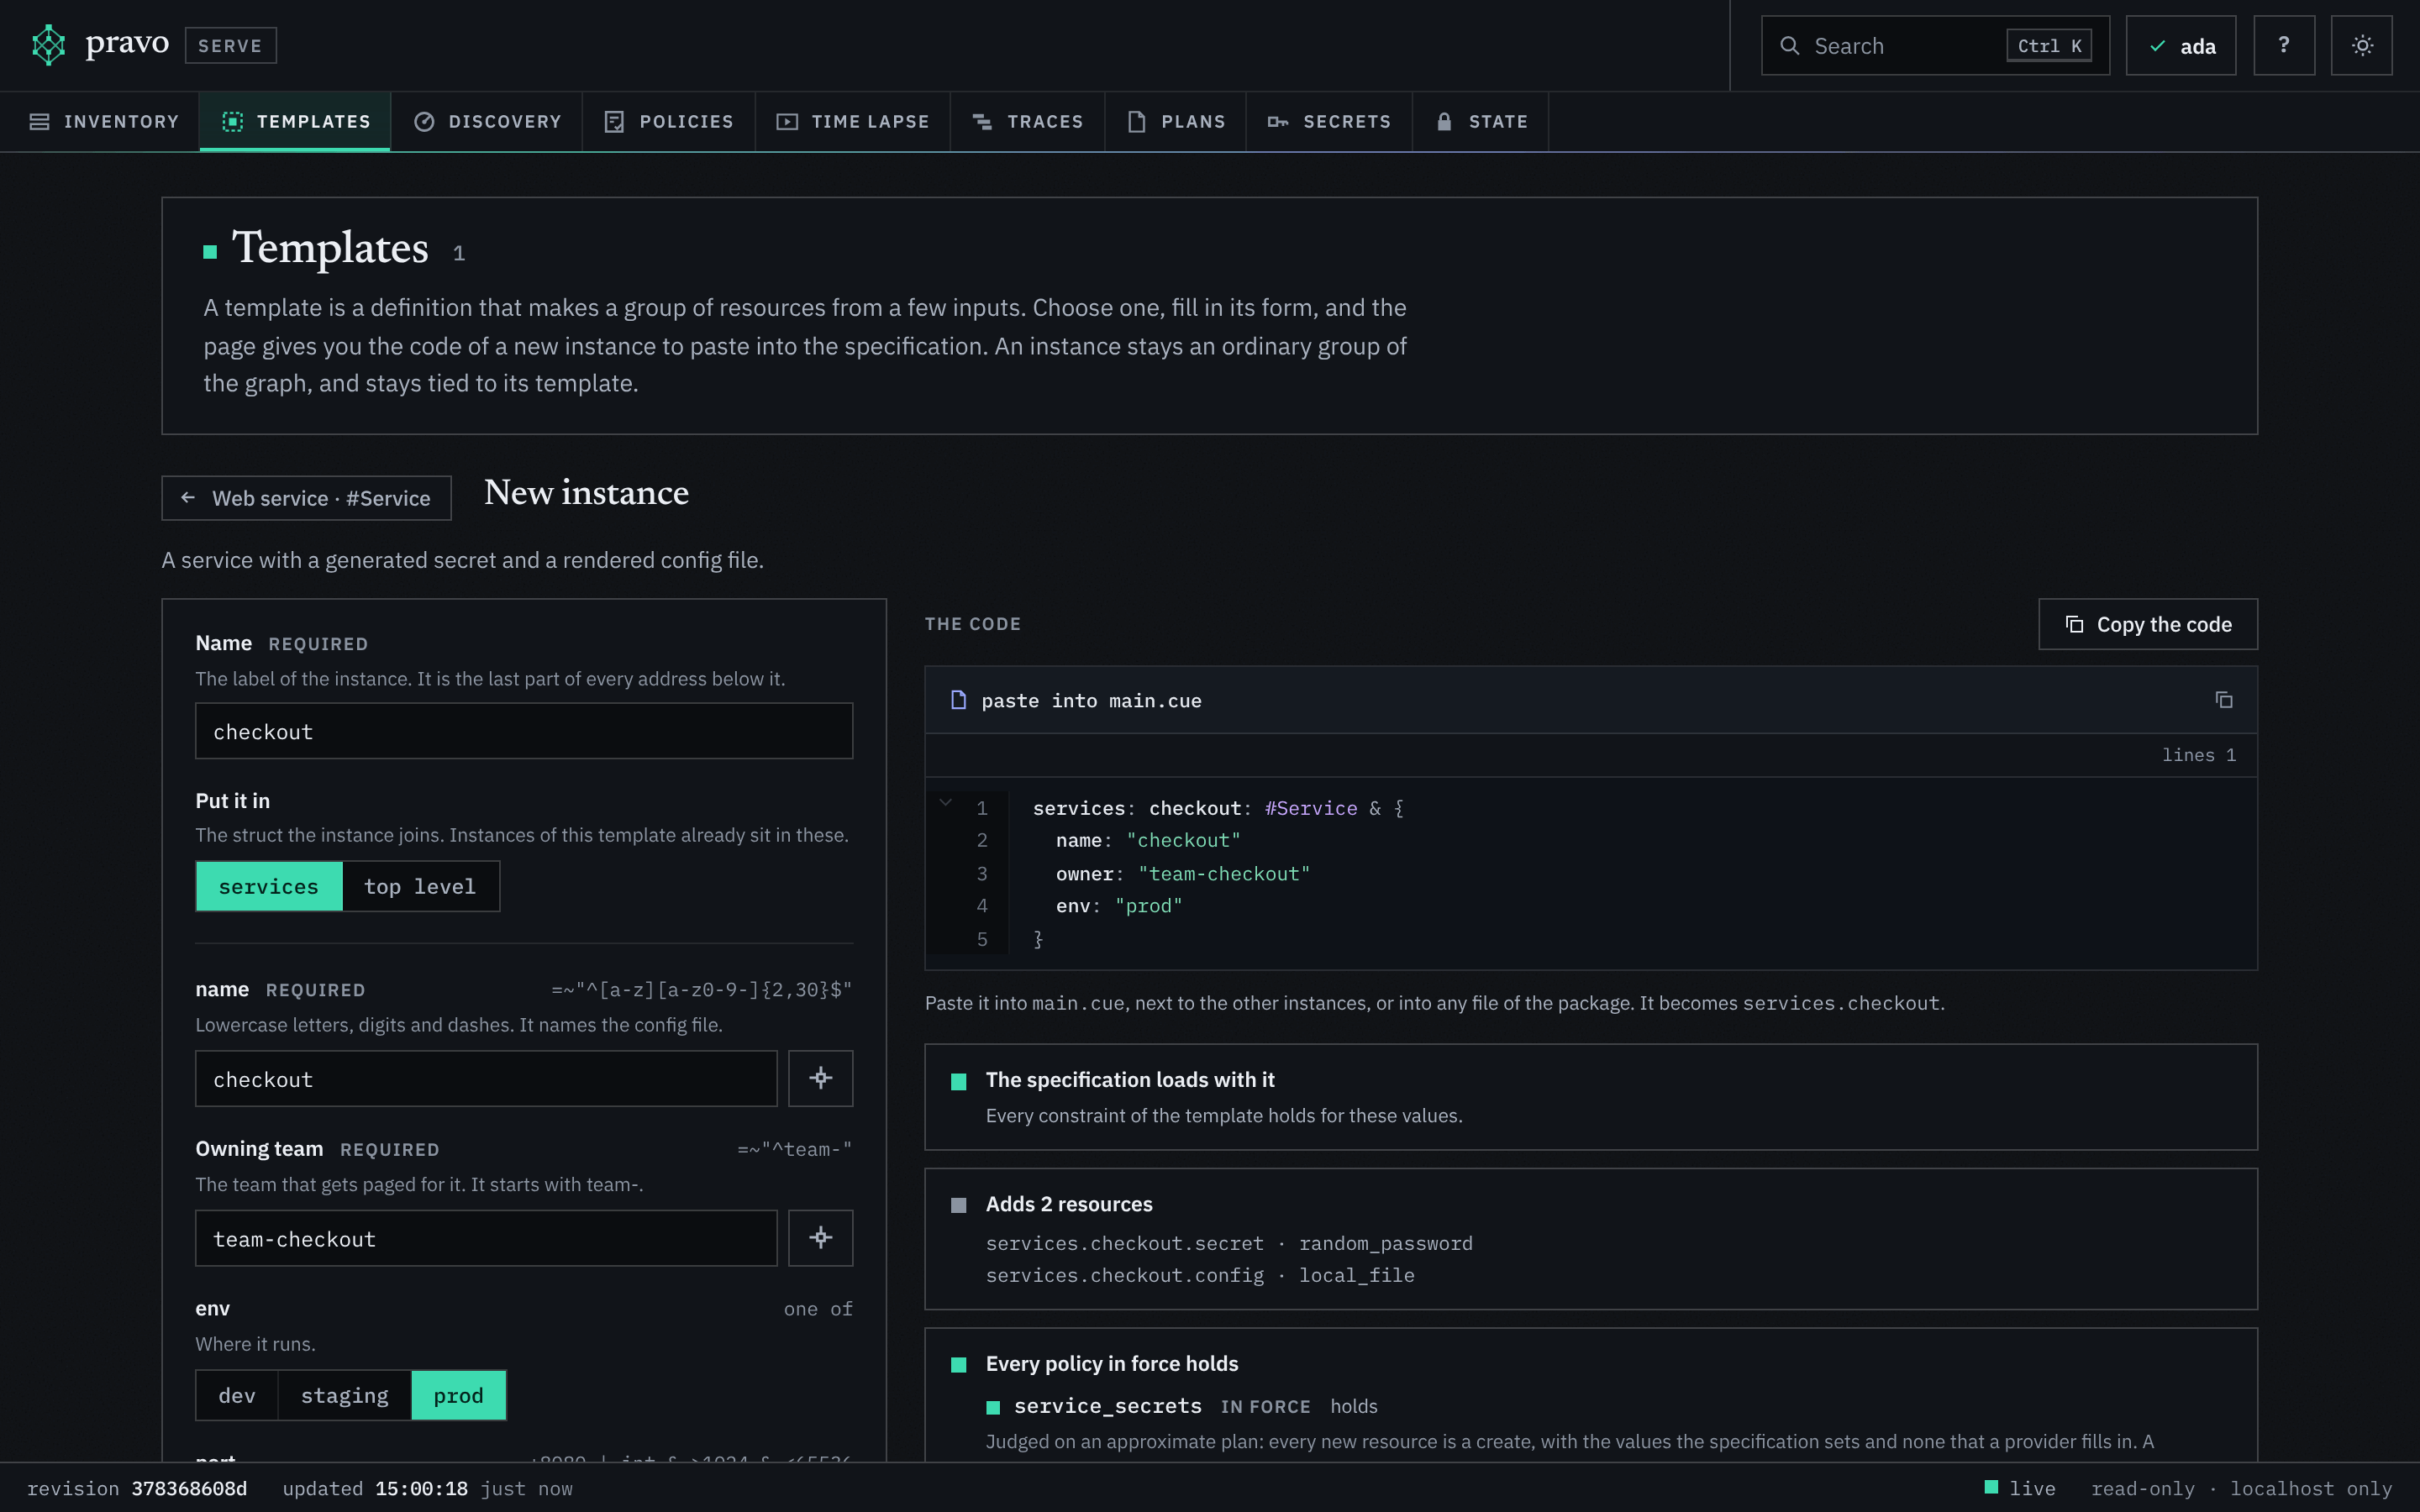 pravo SERVE
Search Ctrl K
ada
?
INVENTORY TEMPLATES DISCOVERY POLICIES TIME LAPSE TRACES PLANS SECRETS STATE
Templates 1
A template is a definition that makes a group of resources from a few inputs. Choose one, fill in its form, and the
page gives you the code of a new instance to paste into the specification. An instance stays an ordinary group of
the graph, and stays tied to its template.
← Web service · #Service New instance
A service with a generated secret and a rendered config file.
Name REQUIRED
The label of the instance. It is the last part of every address below it.
checkout
Put it in
The struct the instance joins. Instances of this template already sit in these.
services top level
name REQUIRED =~"^[a-z][a-z0-9-]{2,30}$"
Lowercase letters, digits and dashes. It names the config file.
checkout
Owning team REQUIRED =~"^team-"
The team that gets paged for it. It starts with team-.
team-checkout
env one of
Where it runs.
dev staging prod
THE CODE Copy the code
paste into main.cue
lines 1
1 services: checkout: #Service & {
2 name: "checkout"
3 owner: "team-checkout"
4 env: "prod"
5 }
Paste it into main.cue, next to the other instances, or into any file of the package. It becomes services.checkout.
The specification loads with it
Every constraint of the template holds for these values.
Adds 2 resources
services.checkout.secret · random_password
services.checkout.config · local_file
Every policy in force holds
service_secrets IN FORCE holds
Judged on an approximate plan: every new resource is a create, with the values the specification sets and none that a provider fills in. A
revision 378368608d updated 15:00:18 just now
live read-only · localhost only